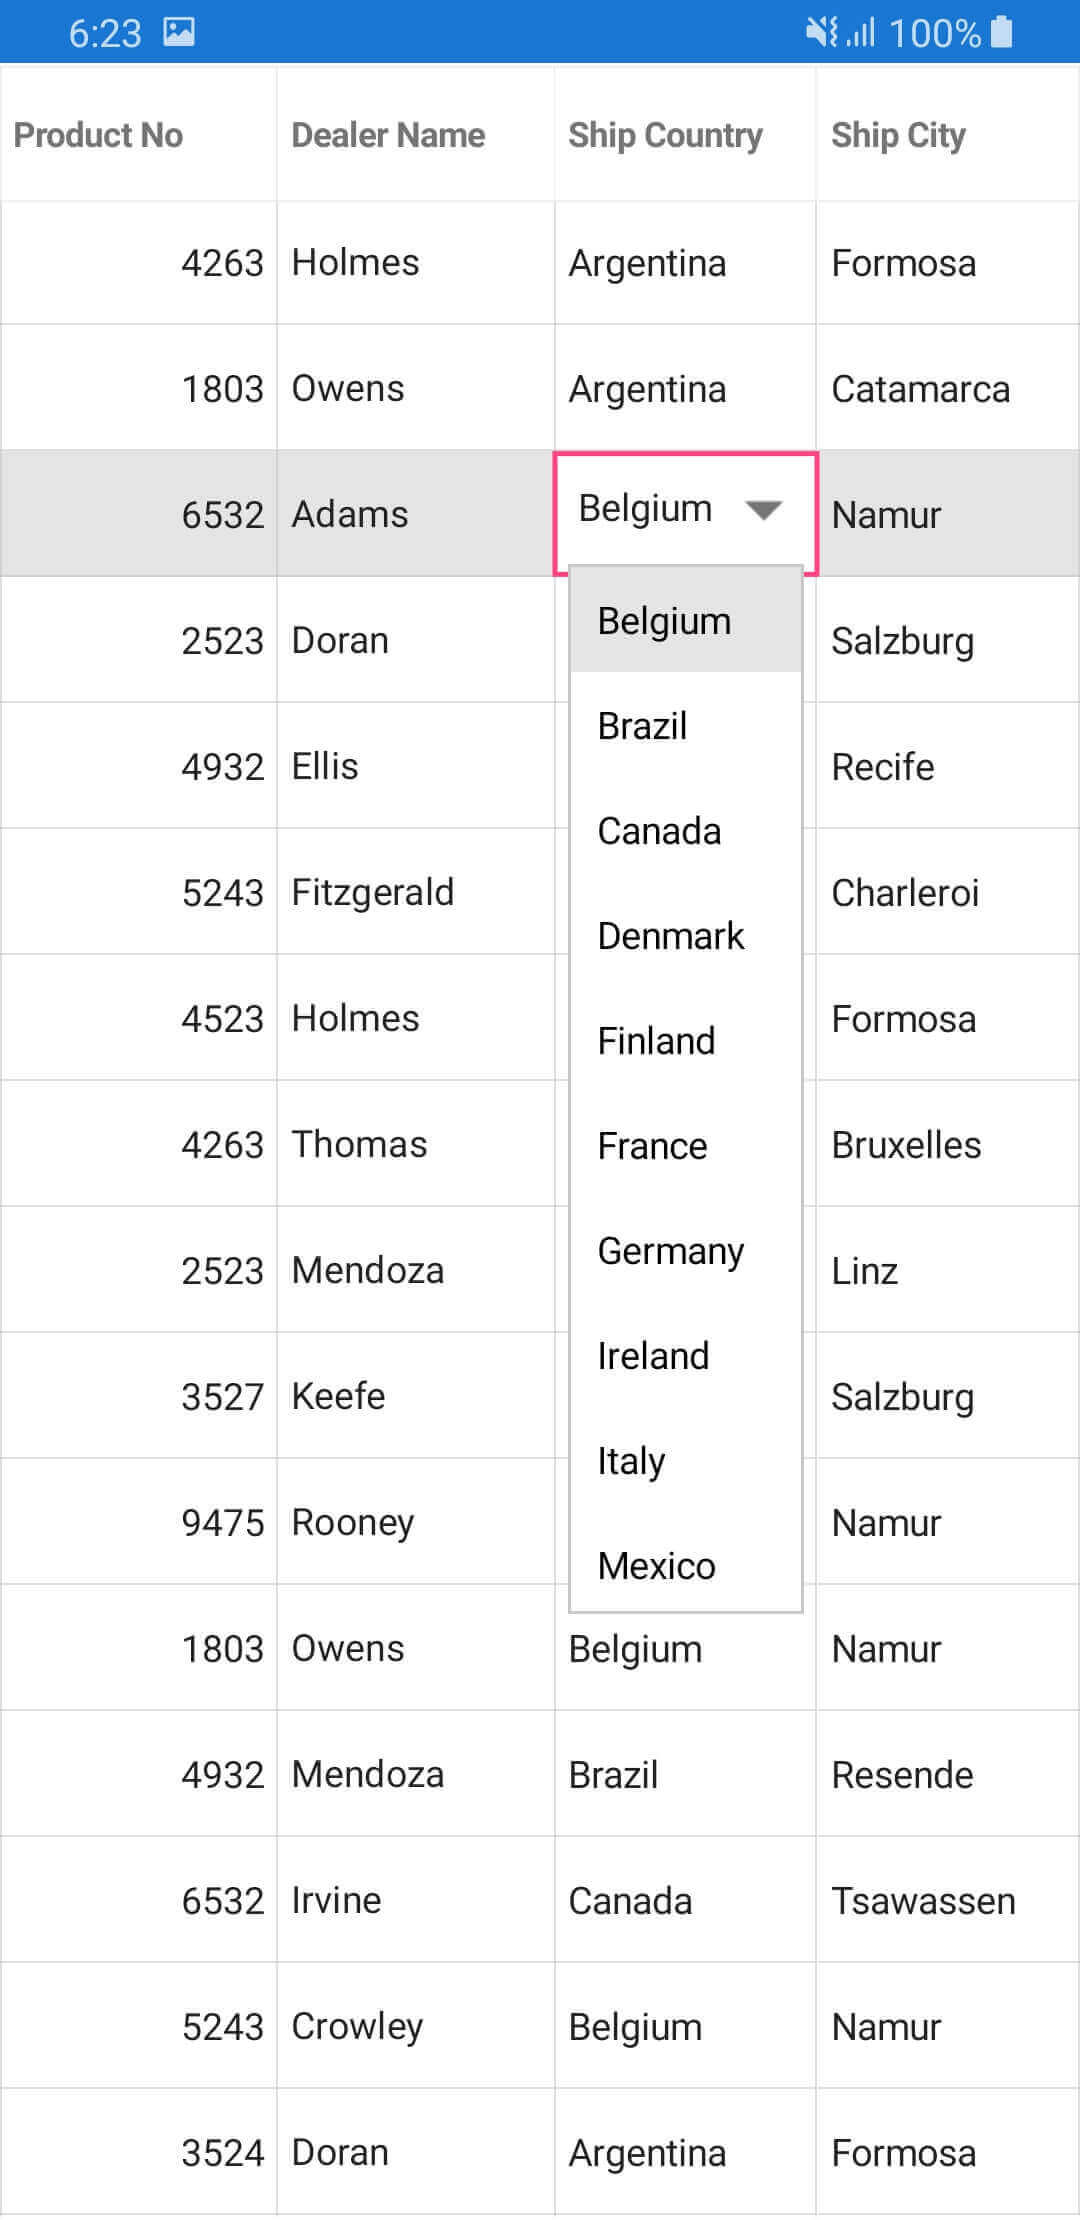 6:23 100%
Product No Dealer Name Ship Country Ship City
4263 Holmes Argentina Formosa
1803 Owens Argentina Catamarca
6532 Adams Belgium Namur
Belgium
2523 Doran Salzburg
Brazil
4932 Ellis Recife
Canada
5243 Fitzgerald Charleroi
Denmark
4523 Holmes Formosa
Finland
4263 Thomas Bruxelles
France
2523 Mendoza Linz
Germany
3527 Keefe Salzburg
Ireland
Italy
9475 Rooney Namur
Mexico
1803 Owens Belgium Namur
4932 Mendoza Brazil Resende
6532 Irvine Canada Tsawassen
5243 Crowley Belgium Namur
3524 Doran Argentina Formosa